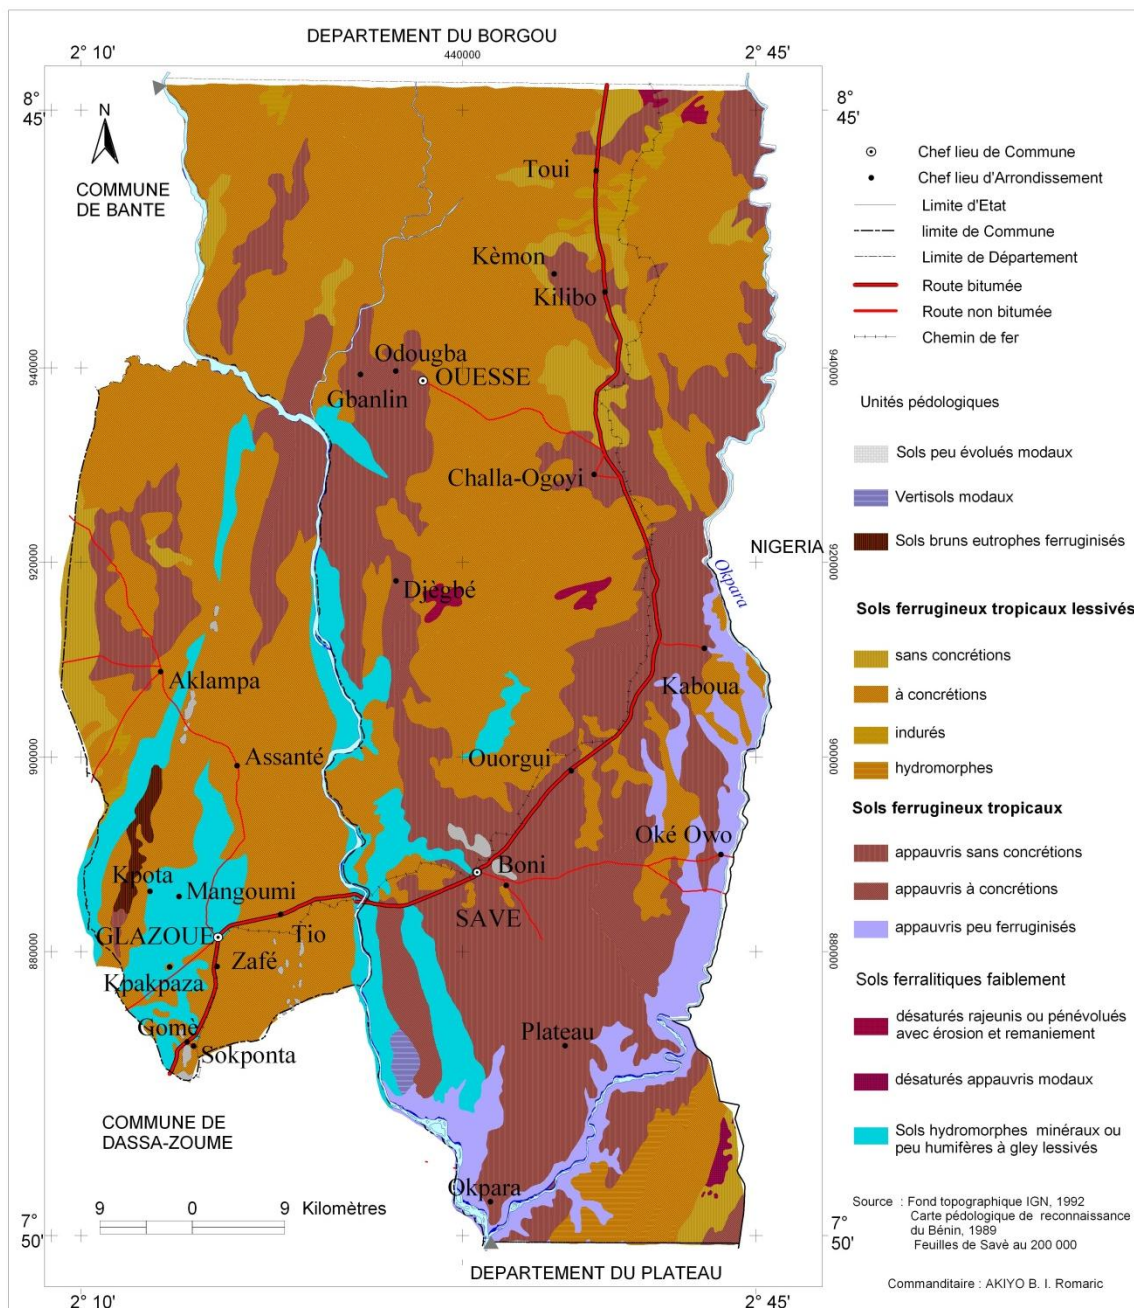 DEPARTEMENT DU BORGOU
2° 10'
440000
2° 45'
8°
45'
8°
45'
N
COMMUNE
DE BANTE
Toui
Kèmon
Kilibo
Odougba
OUESSE
Gbanlin
Challa-Ogoyi
Djègbé
NIGERIA
Okpara
Kaboua
Aklampa
Assanté
Ouorgui
Oké Owo
Boni
SAVE
Kpota
Mangoumi
GLAZOUE
Tio
Zafé
Kpakpaza
Gomè
Sokponta
Plateau
Okpara
COMMUNE DE
DASSA-ZOUME
940000
920000
900000
880000
940000
920000
900000
880000
9 0 9 Kilomètres
7°
50'
7°
50'
DEPARTEMENT DU PLATEAU
2° 10'
2° 45'
Chef lieu de Commune
Chef lieu d'Arrondissement
Limite d'Etat
limite de Commune
Limite de Département
Route bitumée
Route non bitumée
Chemin de fer
Unités pédologiques
Sols peu évolués modaux
Vertisols modaux
Sols bruns eutrophes ferruginisés
Sols ferrugineux tropicaux lessivés
sans concrétions
à concrétions
indurés
hydromorphes
Sols ferrugineux tropicaux
appauvris sans concrétions
appauvris à concrétions
appauvris peu ferruginisés
Sols ferralitiques faiblement
désaturés rajeunis ou pénévolués
avec érosion et remaniement
désaturés appauvris modaux
Sols hydromorphes minéraux ou
peu humifères à gley lessivés
Source : Fond topographique IGN, 1992
Carte pédologique de reconnaissance
du Bénin, 1989
Feuilles de Savè au 200 000
Commanditaire : AKIYO B. I. Romaric